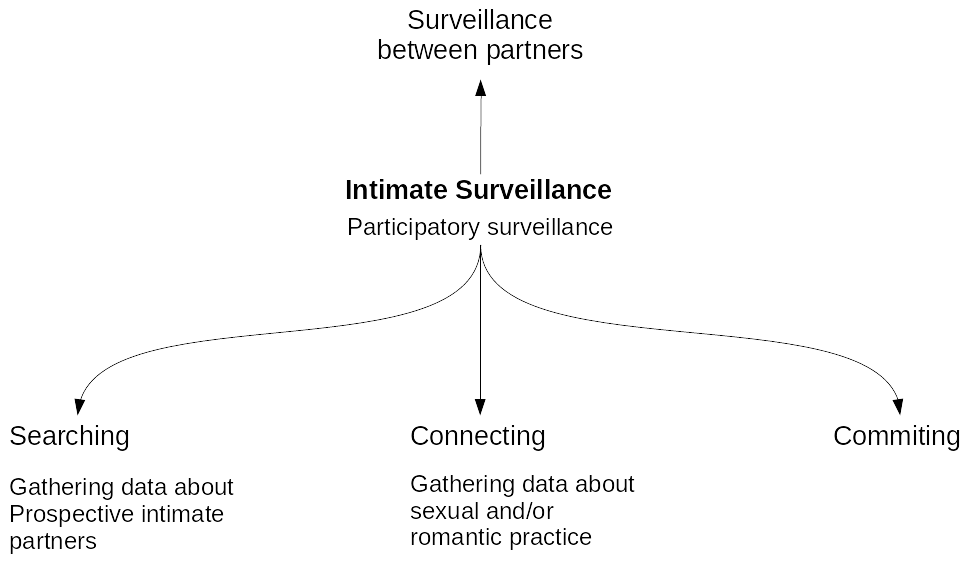 Surveillance
between partners
Intimate Surveillance
Participatory surveillance
Searching
Gathering data about
Prospective intimate
partners
Connecting
Gathering data about
sexual and/or
romantic practice
Commiting